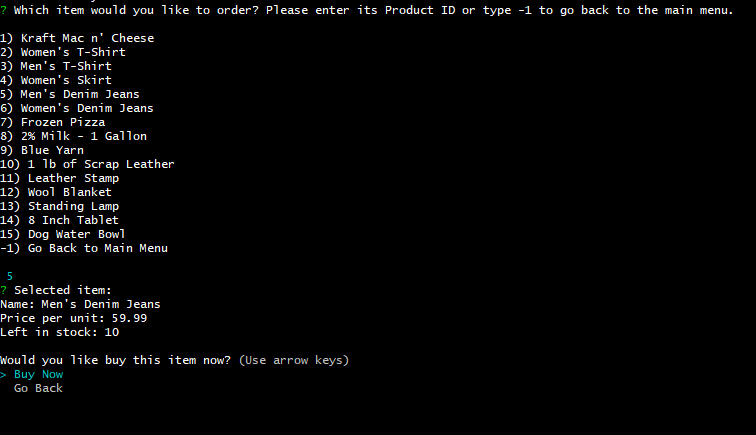 ? Which item would you like to order? Please enter its Product ID or type -1 to go back to the main menu.
1) Kraft Mac n' Cheese
2) Women's T-Shirt
3) Men's T-Shirt
4) Women's Skirt
5) Men's Denim Jeans
6) Women's Denim Jeans
7) Frozen Pizza
8) 2% Milk - 1 Gallon
9) Blue Yarn
10) 1 lb of Scrap Leather
11) Leather Stamp
12) Wool Blanket
13) Standing Lamp
14) 8 Inch Tablet
15) Dog Water Bowl
-1) Go Back to Main Menu
5
? Selected item:
Name: Men's Denim Jeans
Price per unit: 59.99
Left in stock: 10
Would you like buy this item now? (Use arrow keys)
> Buy Now
Go Back